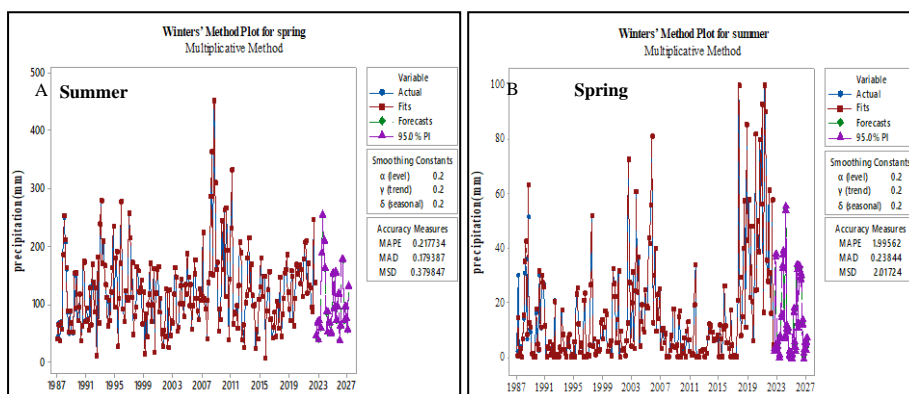 Winters' Method Plot for spring
Multiplicative Method
A Summer
precipitation(mm)
500
400
300
200
100
0
1987 1991 1995 1999 2003 2007 2011 2015 2019 2023 2027
Variable
Actual
Fits
Forecasts
95.0% PI
Smoothing Constants
α (level) 0.2
γ (trend) 0.2
δ (seasonal) 0.2
Accuracy Measures
MAPE 0.217734
MAD 0.179387
MSD 0.379847
Winters' Method Plot for summer
Multiplicative Method
B Spring
precipitation(mm)
100
80
60
40
20
0
1987 1991 1995 1999 2003 2007 2011 2015 2019 2023 2027
Variable
Actual
Fits
Forecasts
95.0% PI
Smoothing Constants
α (level) 0.2
γ (trend) 0.2
δ (seasonal) 0.2
Accuracy Measures
MAPE 1.99562
MAD 0.23844
MSD 2.01724